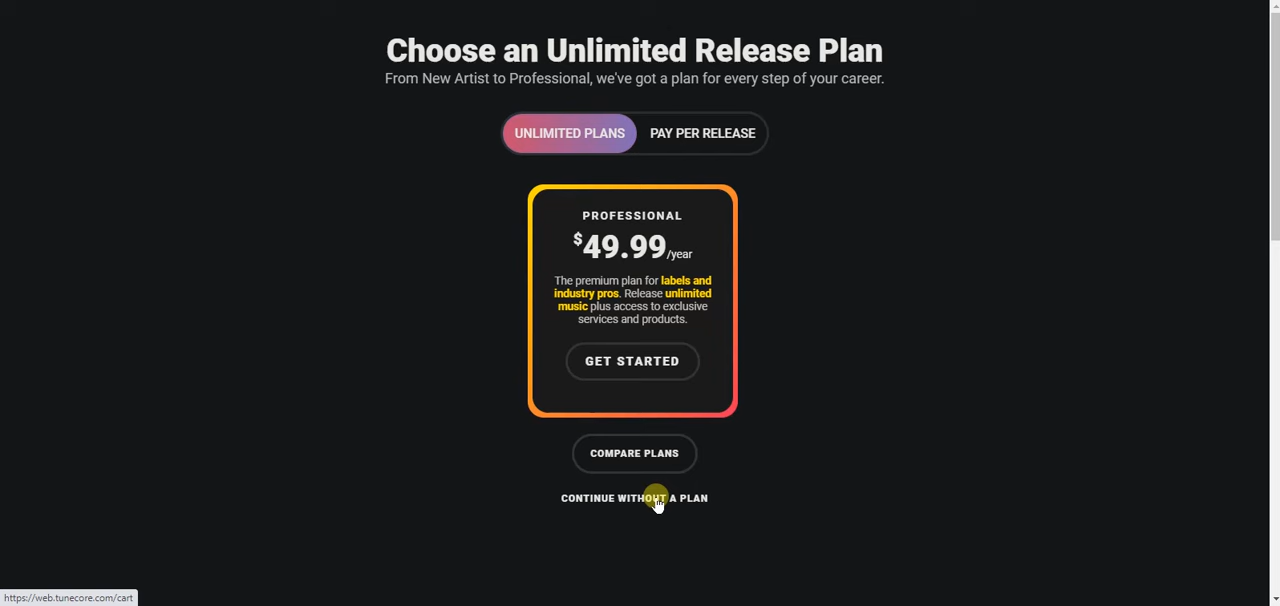 Choose an Unlimited Release Plan
From New Artist to Professional, we've got a plan for every step of your career.
UNLIMITED PLANS
PAY PER RELEASE
PROFESSIONAL
$49.99/year
The premium plan for labels and
industry pros. Release unlimited
music plus access to exclusive
services and products.
GET STARTED
COMPARE PLANS
CONTINUE WITHOUT A PLAN
https://web.tunecore.com/cart